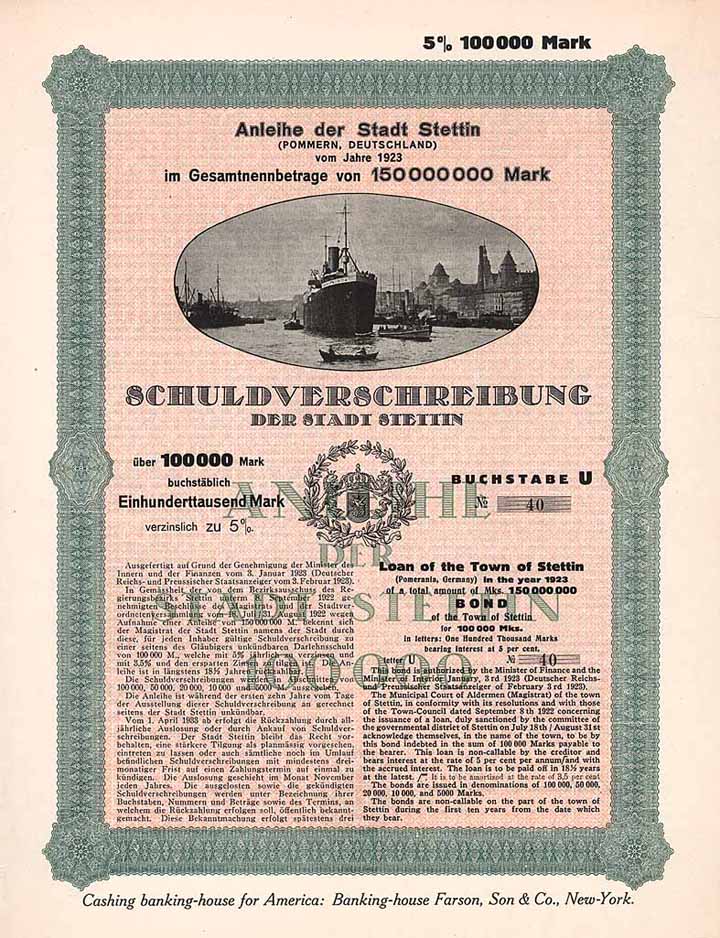 5% 100000 Mark
Anleihe der Stadt Stettin
(POMMERN, DEUTSCHLAND)
vom Jahre 1923
im Gesamtnennbetrage von 150000000 Mark
SCHULDVERSCHREIBUNG
DER STADT STETTIN
über 100000 Mark
buchstäblich
Einhunderttausend Mark
verzinslich zu 5%.
BUCHSTABE U
№ 40
ANLEIHE
DER
STADT STETTIN
100000
Ausgefertigt auf Grund der Genehmigung der Minister des
Innern und der Finanzen vom 3. Januar 1923 (Deutscher
Reichs- und Preussischer Staatsanzeiger vom 3. Februar 1923).
In Gemässheit der von dem Bezirksausschuss des Re-
gierungsbezirks Stettin unterm 8. September 1922 ge-
nehmigten Beschlüsse des Magistrats und der Stadtver-
ordnetenversammlung vom 18. Juli/31. August 1922 wegen
Aufnahme einer Anleihe von 150000000 M. bekennt sich
der Magistrat der Stadt Stettin namens der Stadt durch
diese, für jeden Inhaber gültige Schuldverschreibung zu
einer seitens des Gläubigers unkündbaren Darlehnsschuld
von 100000 M., welche mit 5% jährlich zu verzinsen und
mit 3,5% und den ersparten Zinsen jährlich zu tilgen ist. Die An-
leihe ist in längstens 18½ Jahren rückzahlbar.
Die Schuldverschreibungen werden in Abschnitten von
100000, 50000, 20000, 10000 und 5000 M. ausgegeben.
Die Anleihe ist während der ersten zehn Jahre vom Tage
der Ausstellung dieser Schuldverschreibung an gerechnet
seitens der Stadt Stettin unkündbar.
Vom 1. April 1933 ab erfolgt die Rückzahlung durch all-
jährliche Auslosung oder durch Ankauf von Schuldver-
schreibungen. Der Stadt Stettin bleibt das Recht vor-
behalten, eine stärkere Tilgung als planmässig vorgesehen,
eintreten zu lassen oder auch sämtliche noch im Umlauf
befindlichen Schuldverschreibungen mit mindestens drei-
monatiger Frist auf einen Zahlungstermin auf einmal zu
kündigen. Die Auslosung geschieht im Monat November
jeden Jahres. Die ausgelosten sowie die gekündigten
Schuldverschreibungen werden unter Bezeichnung ihrer
Buchstaben, Nummern und Beträge sowie des Termins, an
welchem die Rückzahlung erfolgen soll, öffentlich bekannt-
gemacht. Diese Bekanntmachung erfolgt spätestens drei
Loan of the Town of Stettin
(Pomerania, Germany) in the year 1923
of a total amount of Mks. 150000000
BOND
of the Town of Stettin
for 100000 Mks.
in letters: One Hundred Thousand Marks
bearing interest at 5 per cent.
letter U № 40
This bond is authorized by the Minister of Finance and the
Minister of Interior January, 3rd 1923 (Deutscher Reichs-
und Preussischer Staatsanzeiger of February 3rd 1923).
The Municipal Court of Aldermen (Magistrat) of the town
of Stettin, in conformity with its resolutions and with those
of the Town-Council dated September 8th 1922 concerning
the issuance of a loan, duly sanctioned by the committee of
the governmental district of Stettin on July 18th / August 31st
acknowledge themselves, in the name of the town, to be by
this bond indebted in the sum of 100000 Marks payable to
the bearer. This loan is non-callable by the creditor and
bears interest at the rate of 5 per cent per annum/and with
the accrued interest. The loan is to be paid off in 18½ years
at the latest. It is to be amortized at the rate of 3,5 per cent
The bonds are issued in denominations of 100000, 50000,
20000, 10000, and 5000 Marks.
The bonds are non-callable on the part of the town of
Stettin during the first ten years from the date which
they bear.
Cashing banking-house for America: Banking-house Farson, Son & Co., New-York.